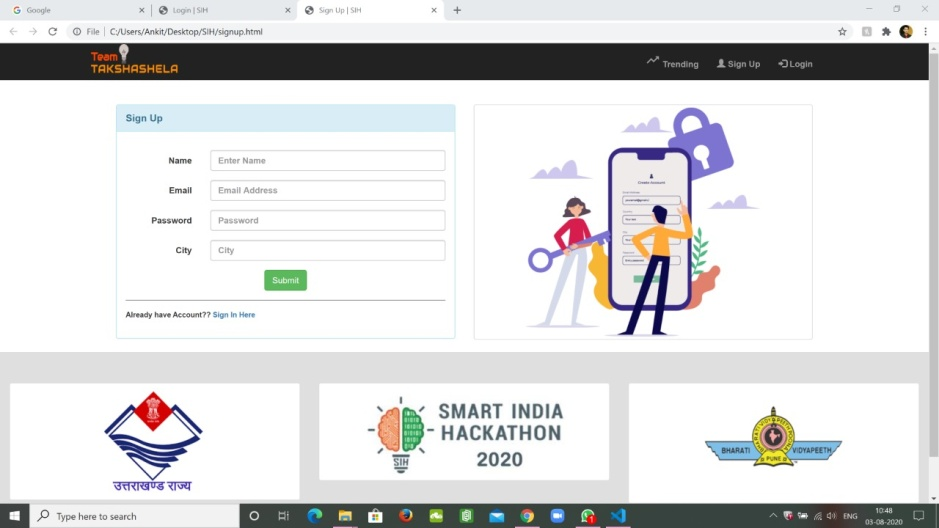 Google
Login | SIH
Sign Up | SIH
File | C:/Users/Ankit/Desktop/SIH/signup.html
Team
TAKSHASHELA
Trending
Sign Up
Login
Sign Up
Name
Enter Name
Email
Email Address
Password
Password
City
City
Submit
Already have Account?? Sign In Here
Create Account
उत्तराखण्ड राज्य
SMART INDIA
HACKATHON
2020
SIH
BHARATI VIDYAPEETH
PUNE
Type here to search
ENG
10:48
03-08-2020